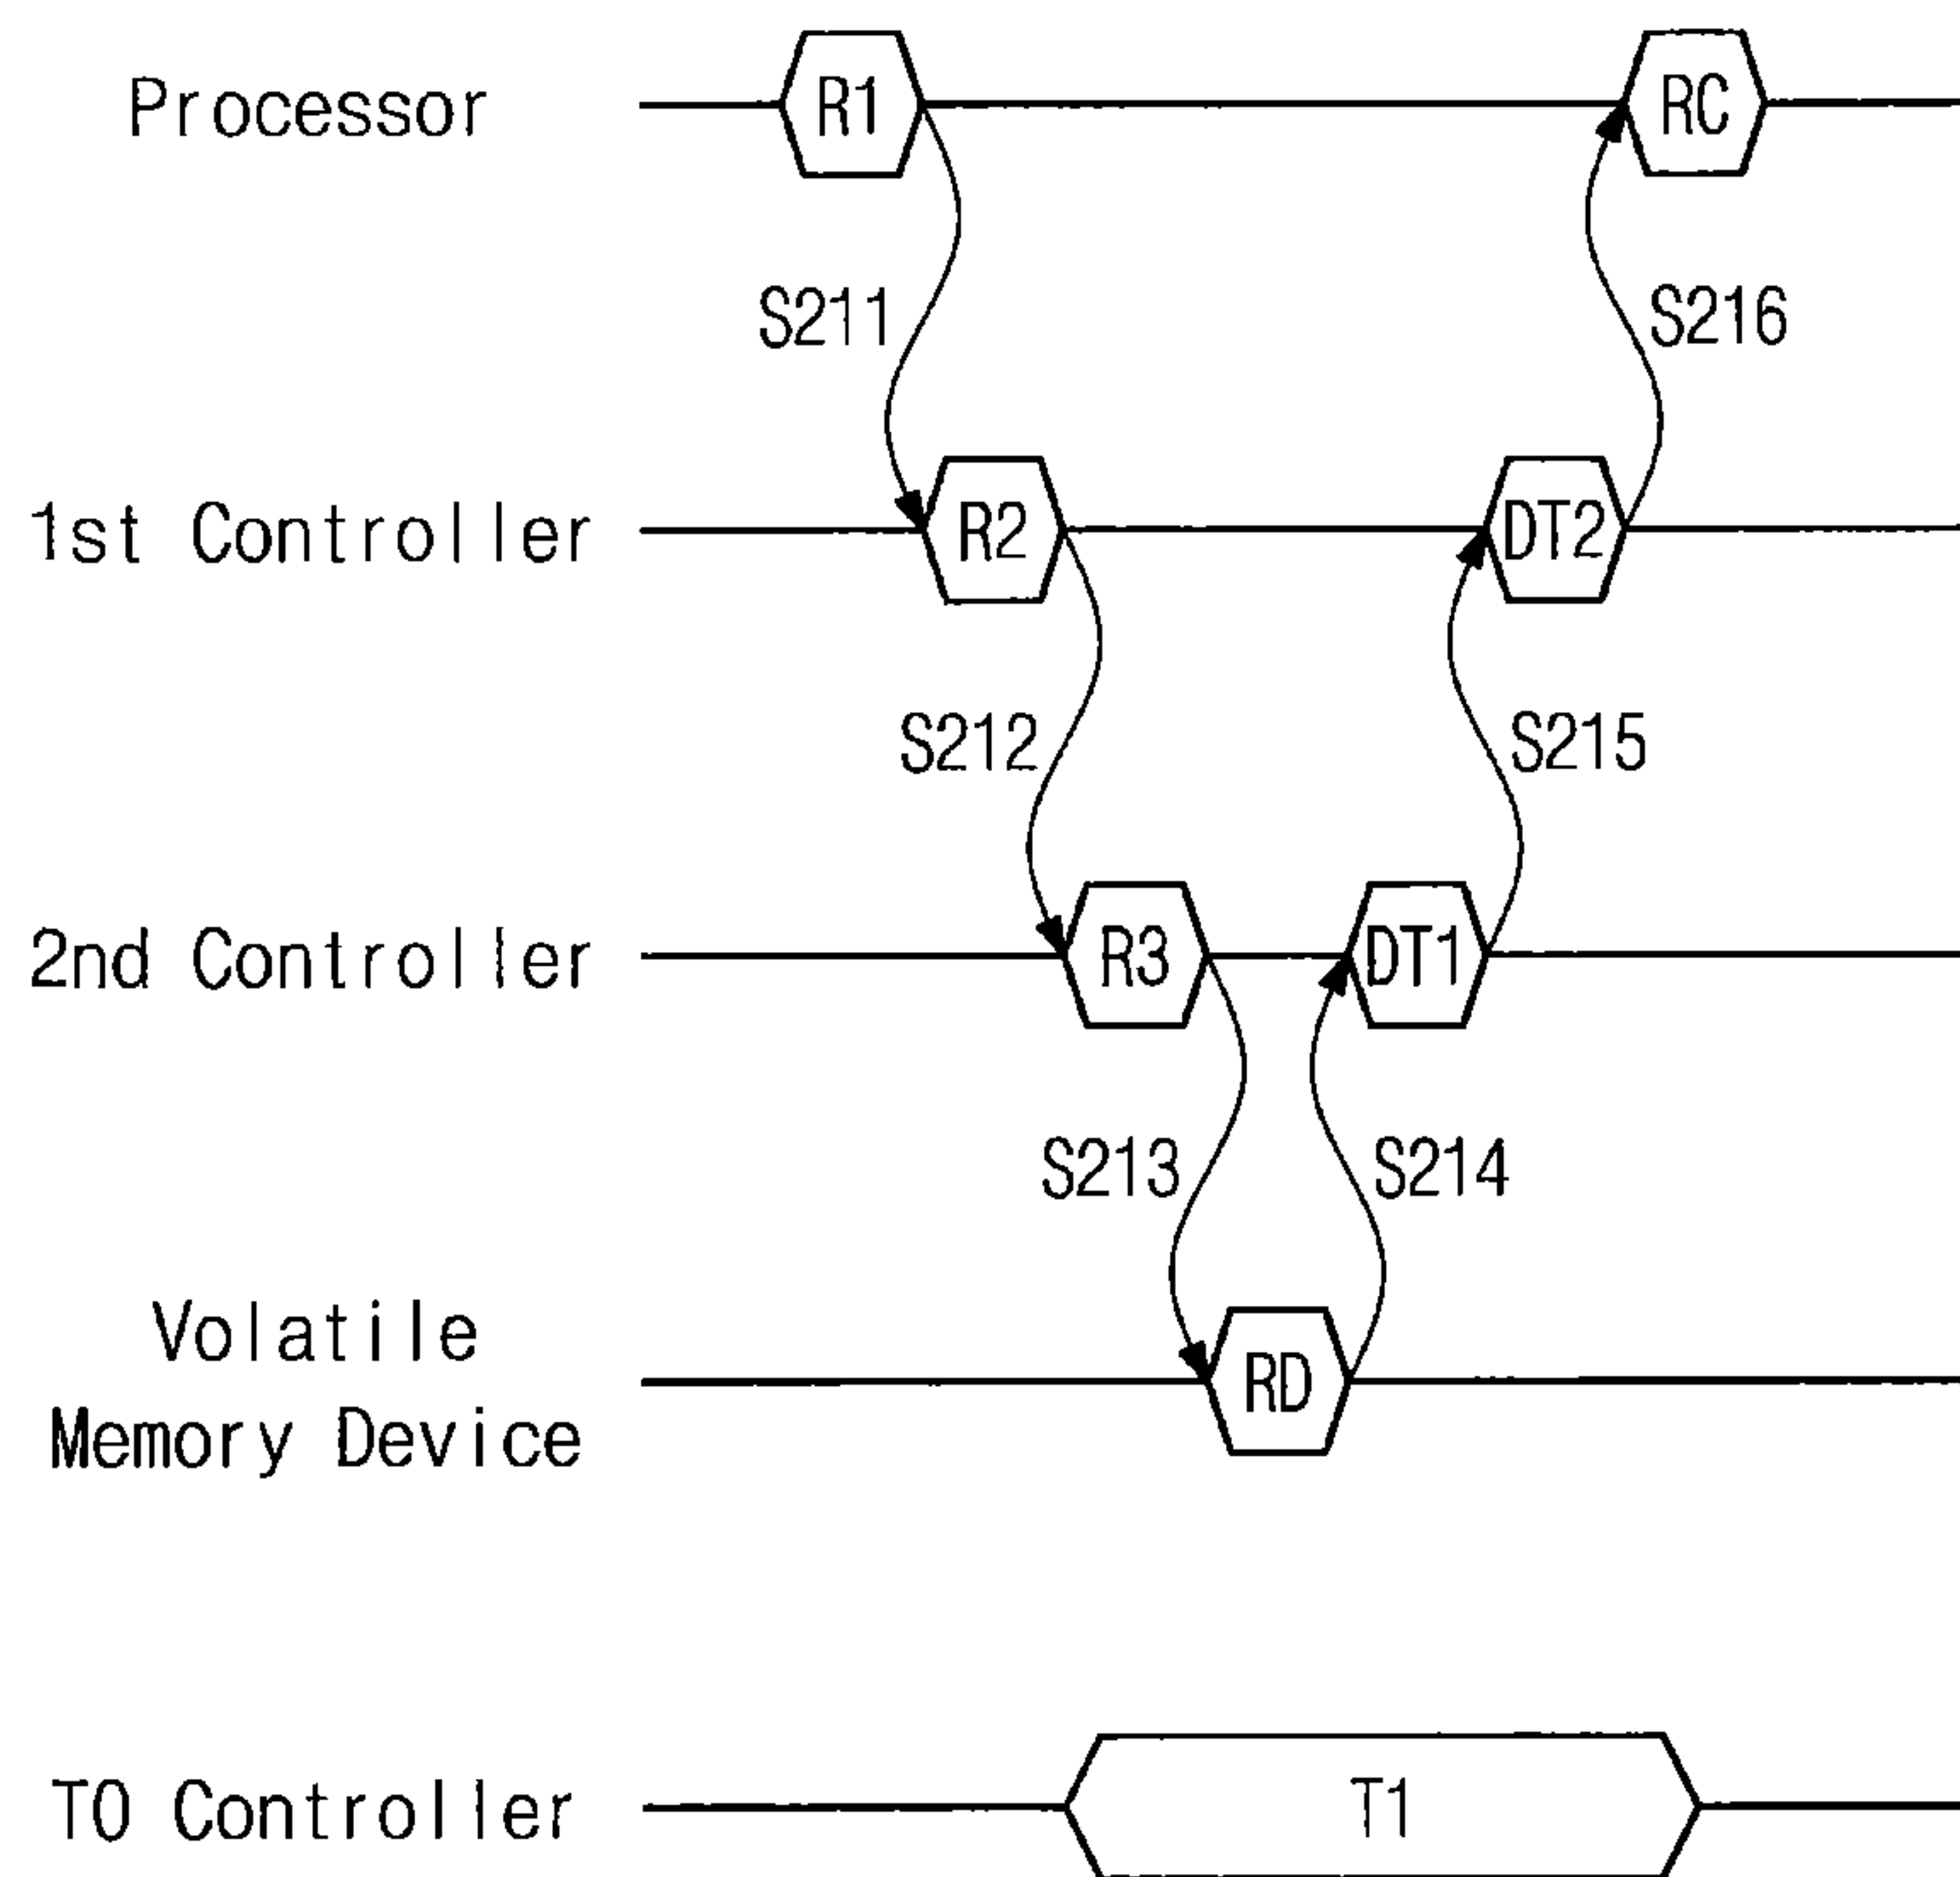 Processor
R1
RC
S211
S216
1st Controller
R2
DT2
S212
S215
2nd Controller
R3
DT1
S213
S214
Volatile
Memory Device
RD
TO Controller
T1